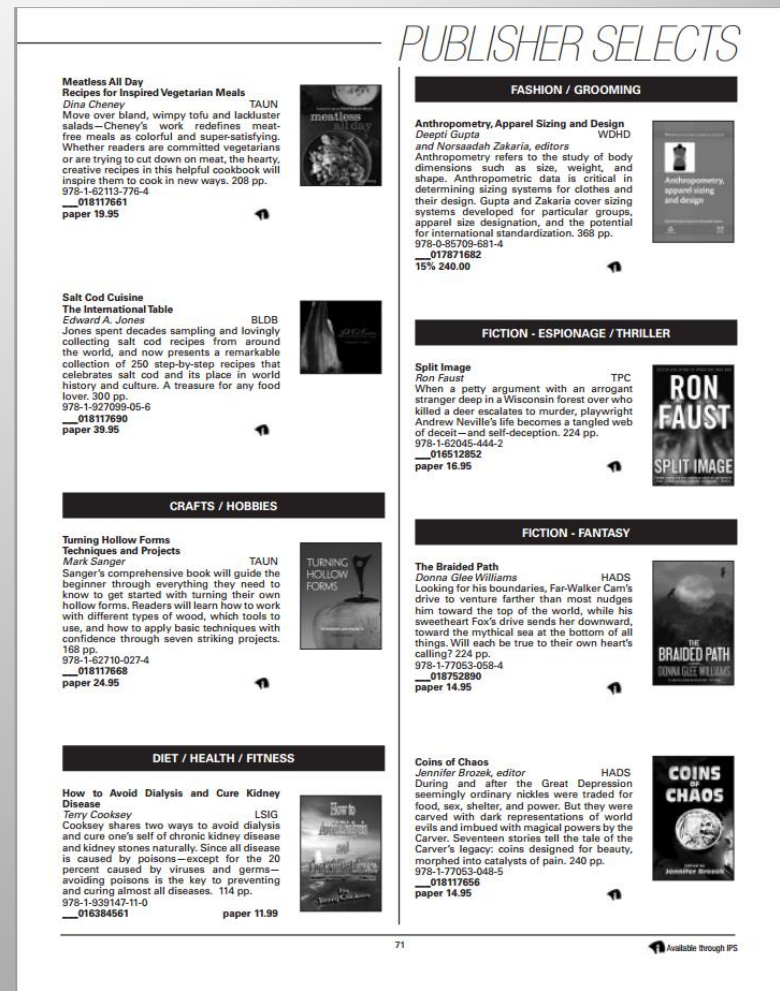 PUBLISHER SELECTS
Meatless All Day
Recipes for Inspired Vegetarian Meals
Dina Cheney TAUN
Move over bland, wimpy tofu and lackluster
salads—Cheney's work redefines meat-
free meals as colorful and super-satisfying.
Whether readers are committed vegetarians
or are trying to cut down on meat, the hearty,
creative recipes in this helpful cookbook will
inspire them to cook in new ways. 208 pp.
978-1-62113-776-4
___018117661
paper 19.95
meatless
all day
Salt Cod Cuisine
The International Table
Edward A. Jones BLDB
Jones spent decades sampling and lovingly
collecting salt cod recipes from around
the world, and now presents a remarkable
collection of 250 step-by-step recipes that
celebrates salt cod and its place in world
history and culture. A treasure for any food
lover. 300 pp.
978-1-927099-05-6
___018117690
paper 39.95
CRAFTS / HOBBIES
Turning Hollow Forms
Techniques and Projects
Mark Sanger TAUN
Sanger's comprehensive book will guide the
beginner through everything they need to
know to get started with turning their own
hollow forms. Readers will learn how to work
with different types of wood, which tools to
use, and how to apply basic techniques with
confidence through seven striking projects.
168 pp.
978-1-62710-027-4
___018117668
paper 24.95
TURNING
HOLLOW
FORMS
DIET / HEALTH / FITNESS
How to Avoid Dialysis and Cure Kidney
Disease
Terry Cooksey LSIG
Cooksey shares two ways to avoid dialysis
and cure one's self of chronic kidney disease
and kidney stones naturally. Since all disease
is caused by poisons—except for the 20
percent caused by viruses and germs—
avoiding poisons is the key to preventing
and curing almost all diseases. 114 pp.
978-1-939147-11-0
___016384561 paper 11.99
How to
Avoid Dialysis
and
by
Terry Cooksey
FASHION / GROOMING
Anthropometry, Apparel Sizing and Design
Deepti Gupta WDHD
and Norsaadah Zakaria, editors
Anthropometry refers to the study of body
dimensions such as size, weight, and
shape. Anthropometric data is critical in
determining sizing systems for clothes and
their design. Gupta and Zakaria cover sizing
systems developed for particular groups,
apparel size designation, and the potential
for international standardization. 368 pp.
978-0-85709-681-4
___017871682
15% 240.00
Anthropometry,
apparel sizing
and design
FICTION - ESPIONAGE / THRILLER
Split Image
Ron Faust TPC
When a petty argument with an arrogant
stranger deep in a Wisconsin forest over who
killed a deer escalates to murder, playwright
Andrew Neville's life becomes a tangled web
of deceit—and self-deception. 224 pp.
978-1-62045-444-2
___016512852
paper 16.95
RON
FAUST
SPLIT IMAGE
FICTION - FANTASY
The Braided Path
Donna Glee Williams HADS
Looking for his boundaries, Far-Walker Cam's
drive to venture farther than most nudges
him toward the top of the world, while his
sweetheart Fox's drive sends her downward,
toward the mythical sea at the bottom of all
things. Will each be true to their own heart's
calling? 224 pp.
978-1-77053-058-4
___018752890
paper 14.95
THE
BRAIDED PATH
DONNA GLEE WILLIAMS
Coins of Chaos
Jennifer Brozek, editor HADS
During and after the Great Depression
seemingly ordinary nickles were traded for
food, sex, shelter, and power. But they were
carved with dark representations of world
evils and imbued with magical powers by the
Carver. Seventeen stories tell the tale of the
Carver's legacy: coins designed for beauty,
morphed into catalysts of pain. 240 pp.
978-1-77053-048-5
___018117656
paper 14.95
COINS
OF
CHAOS
Edited by
Jennifer Brozek
71
Available through IPS